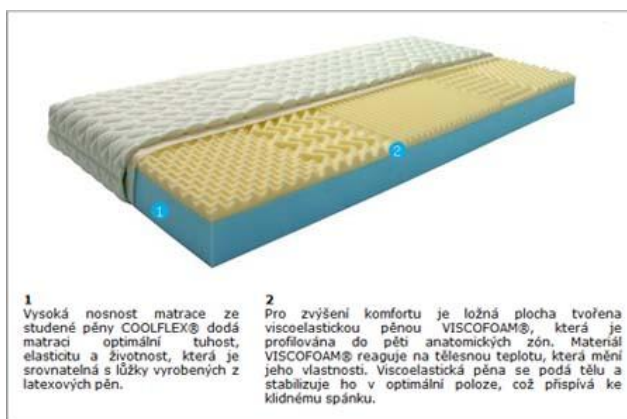 1
2
1
Vysoká nosnost matrace ze
studené pěny COOLFLEX® dodá
matraci optimální tuhost,
elasticitu a životnost, která je
srovnatelná s lůžky vyrobených z
latexových pěn.
2
Pro zvýšení komfortu je ložná plocha tvořena
viscoelastickou pěnou VISCOFOAM®, která je
profilována do pěti anatomických zón. Materiál
VISCOFOAM® reaguje na tělesnou teplotu, která mění
jeho vlastnosti. Viscoelastická pěna se podá tělu a
stabilizuje ho v optimální poloze, což přispívá ke
klidnému spánku.